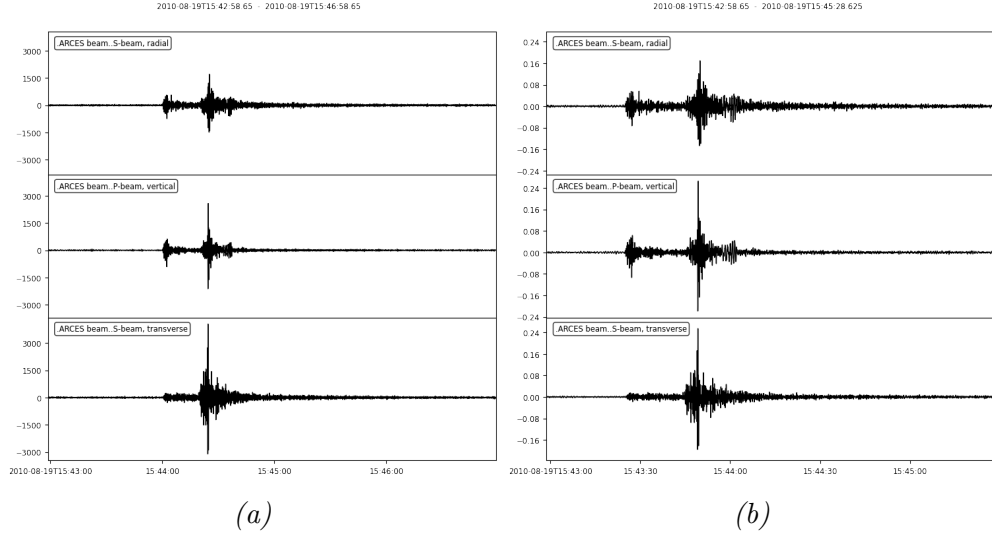 2010-08-19T15:42:58.65 - 2010-08-19T15:46:58.65
3000
1500
0
−1500
−3000
.ARCES beam..S-beam, radial
3000
1500
0
−1500
−3000
.ARCES beam..P-beam, vertical
3000
1500
0
−1500
−3000
.ARCES beam..S-beam, transverse
2010-08-19T15:43:00 15:44:00 15:45:00 15:46:00
(a)
2010-08-19T15:42:58.65 - 2010-08-19T15:45:28.625
0.24
0.16
0.08
0.00
−0.08
−0.16
−0.24
.ARCES beam..S-beam, radial
0.24
0.16
0.08
0.00
−0.08
−0.16
−0.24
.ARCES beam..P-beam, vertical
0.24
0.16
0.08
0.00
−0.08
−0.16
.ARCES beam..S-beam, transverse
2010-08-19T15:43:00 15:43:30 15:44:00 15:44:30 15:45:00
(b)